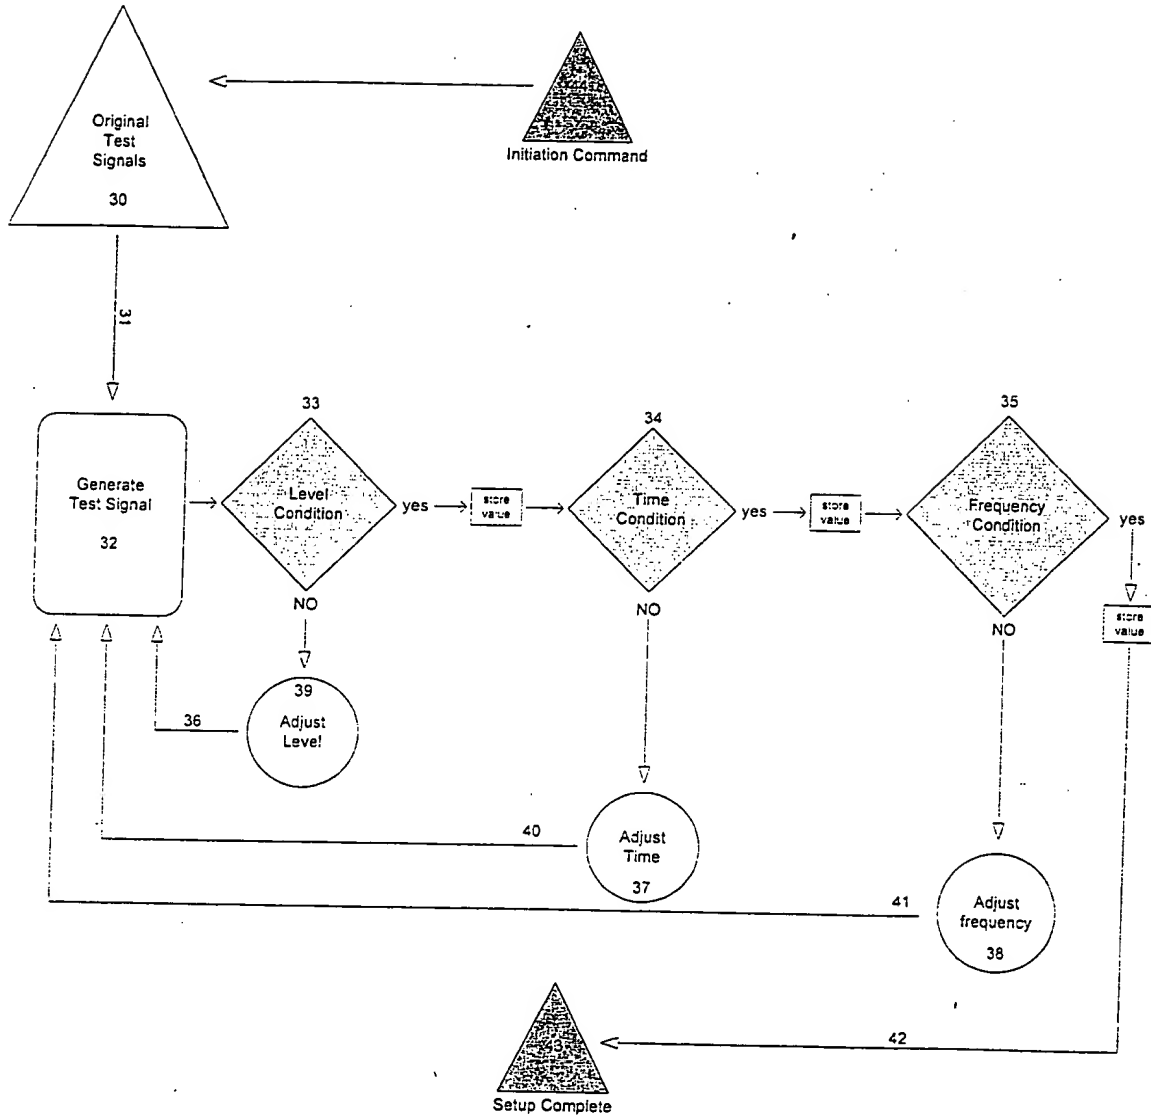 Original
Test
Signals
30
44
Initiation Command
31
33
34
35
Generate
Test Signal
32
Level
Condition
yes
store
value
Time
Condition
yes
store
value
Frequency
Condition
yes
store
value
NO
NO
NO
39
Adjust
Level
36
40
Adjust
Time
37
41
Adjust
frequency
38
43
42
Setup Complete